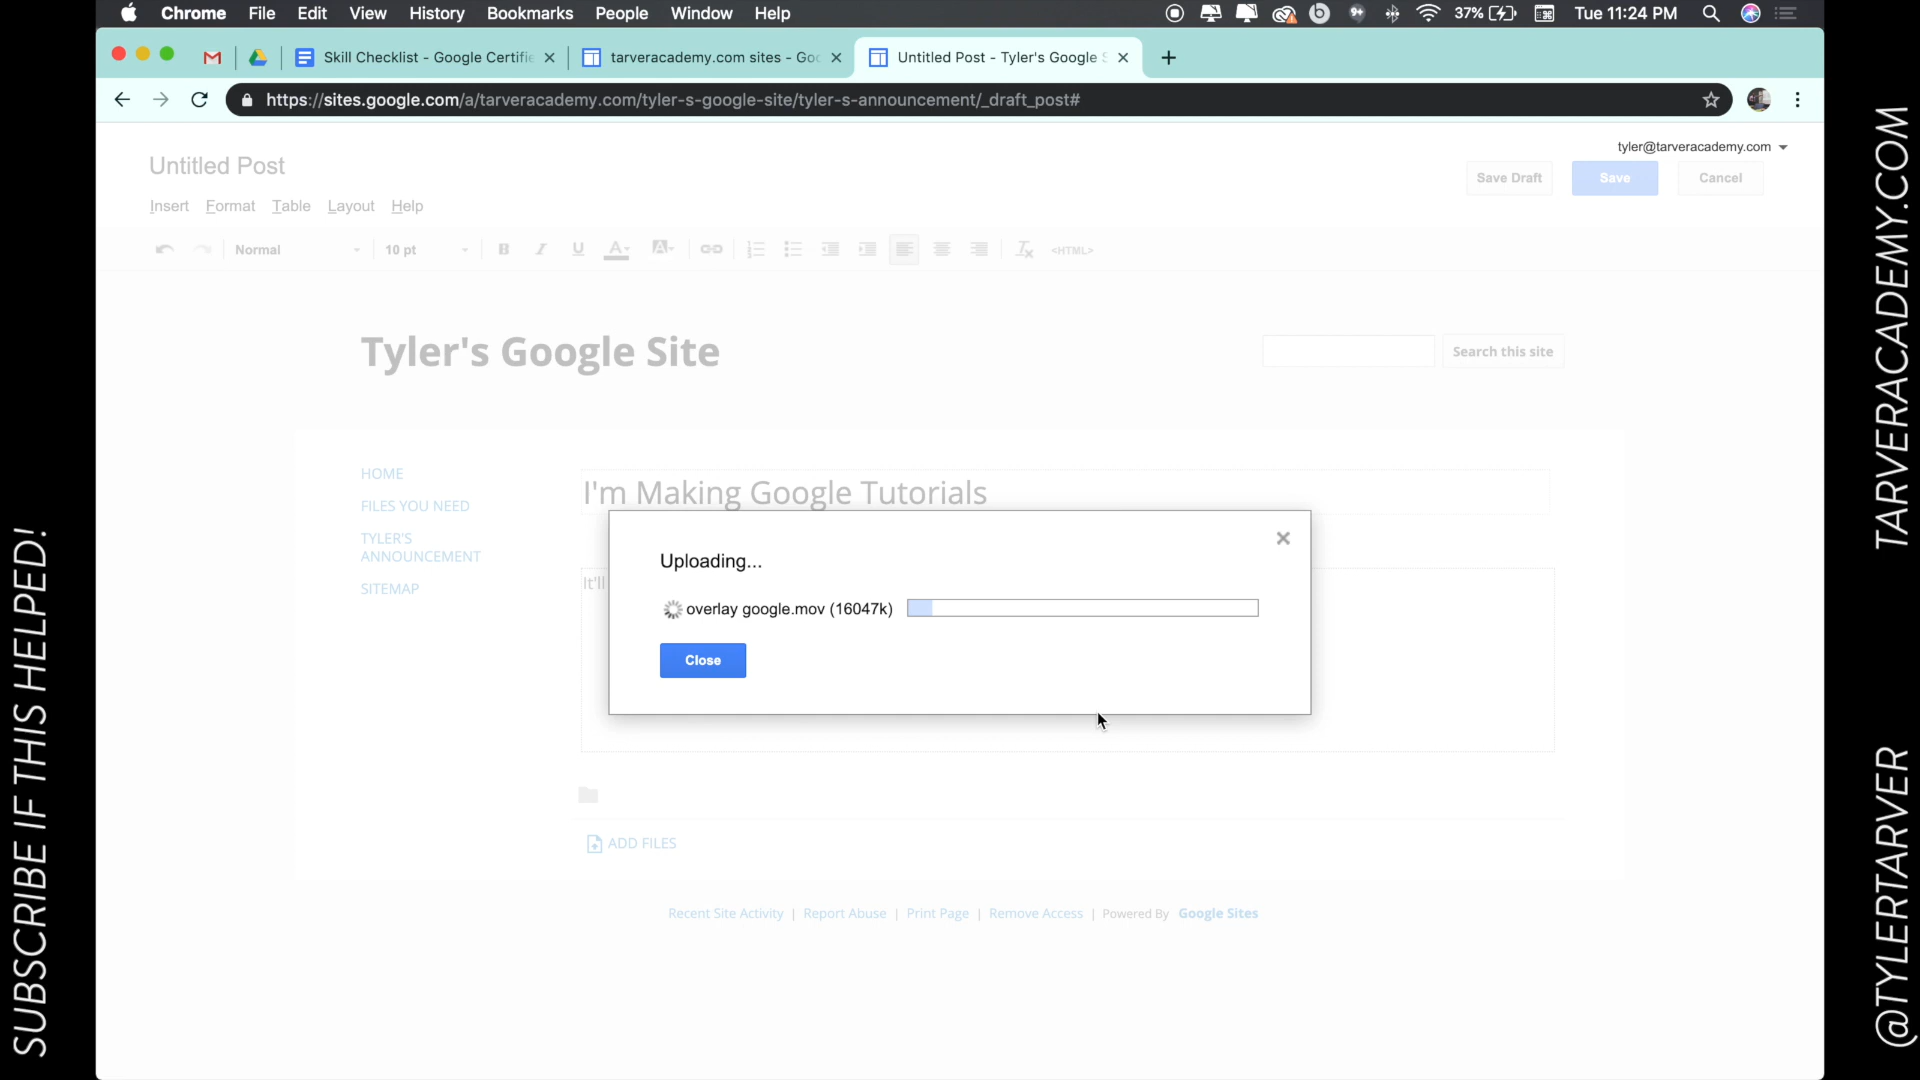 Chrome File Edit View History Bookmarks People Window Help
37% Tue 11:24 PM
Skill Checklist - Google Certifie
tarveracademy.com sites - Goo
Untitled Post - Tyler's Google S
https://sites.google.com/a/tarveracademy.com/tyler-s-google-site/tyler-s-announcement/_draft_post#
tyler@tarveracademy.com
Untitled Post
Save Draft Save Cancel
Insert Format Table Layout Help
Normal 10 pt B I U A A <HTML>
Tyler's Google Site
Search this site
HOME
FILES YOU NEED
TYLER'S
ANNOUNCEMENT
SITEMAP
I'm Making Google Tutorials
It'll
Uploading...
overlay google.mov (16047k)
Close
ADD FILES
Recent Site Activity | Report Abuse | Print Page | Remove Access | Powered By Google Sites
SUBSCRIBE IF THIS HELPED!
TARVERACADEMY.COM
@TYLERTARVER